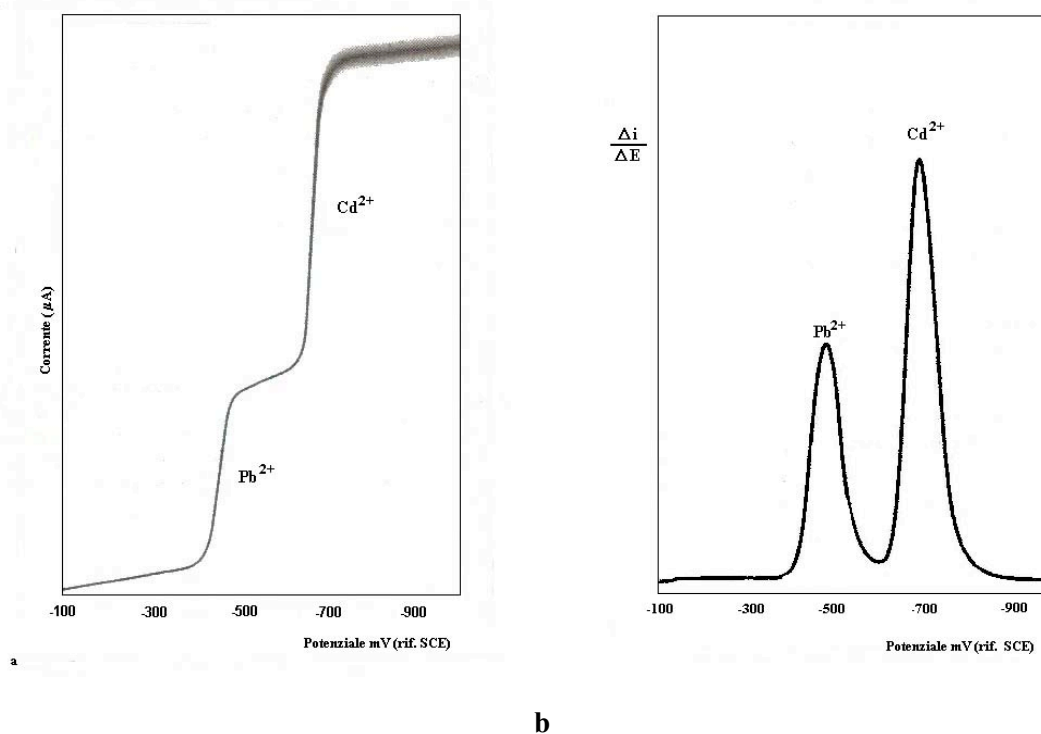 Corrente (μA)
Cd²⁺
Pb²⁺
-100 -300 -500 -700 -900
Potenziale mV (rif. SCE)
a
Δi
ΔE
Cd²⁺
Pb²⁺
-100 -300 -500 -700 -900
Potenziale mV (rif. SCE)
b